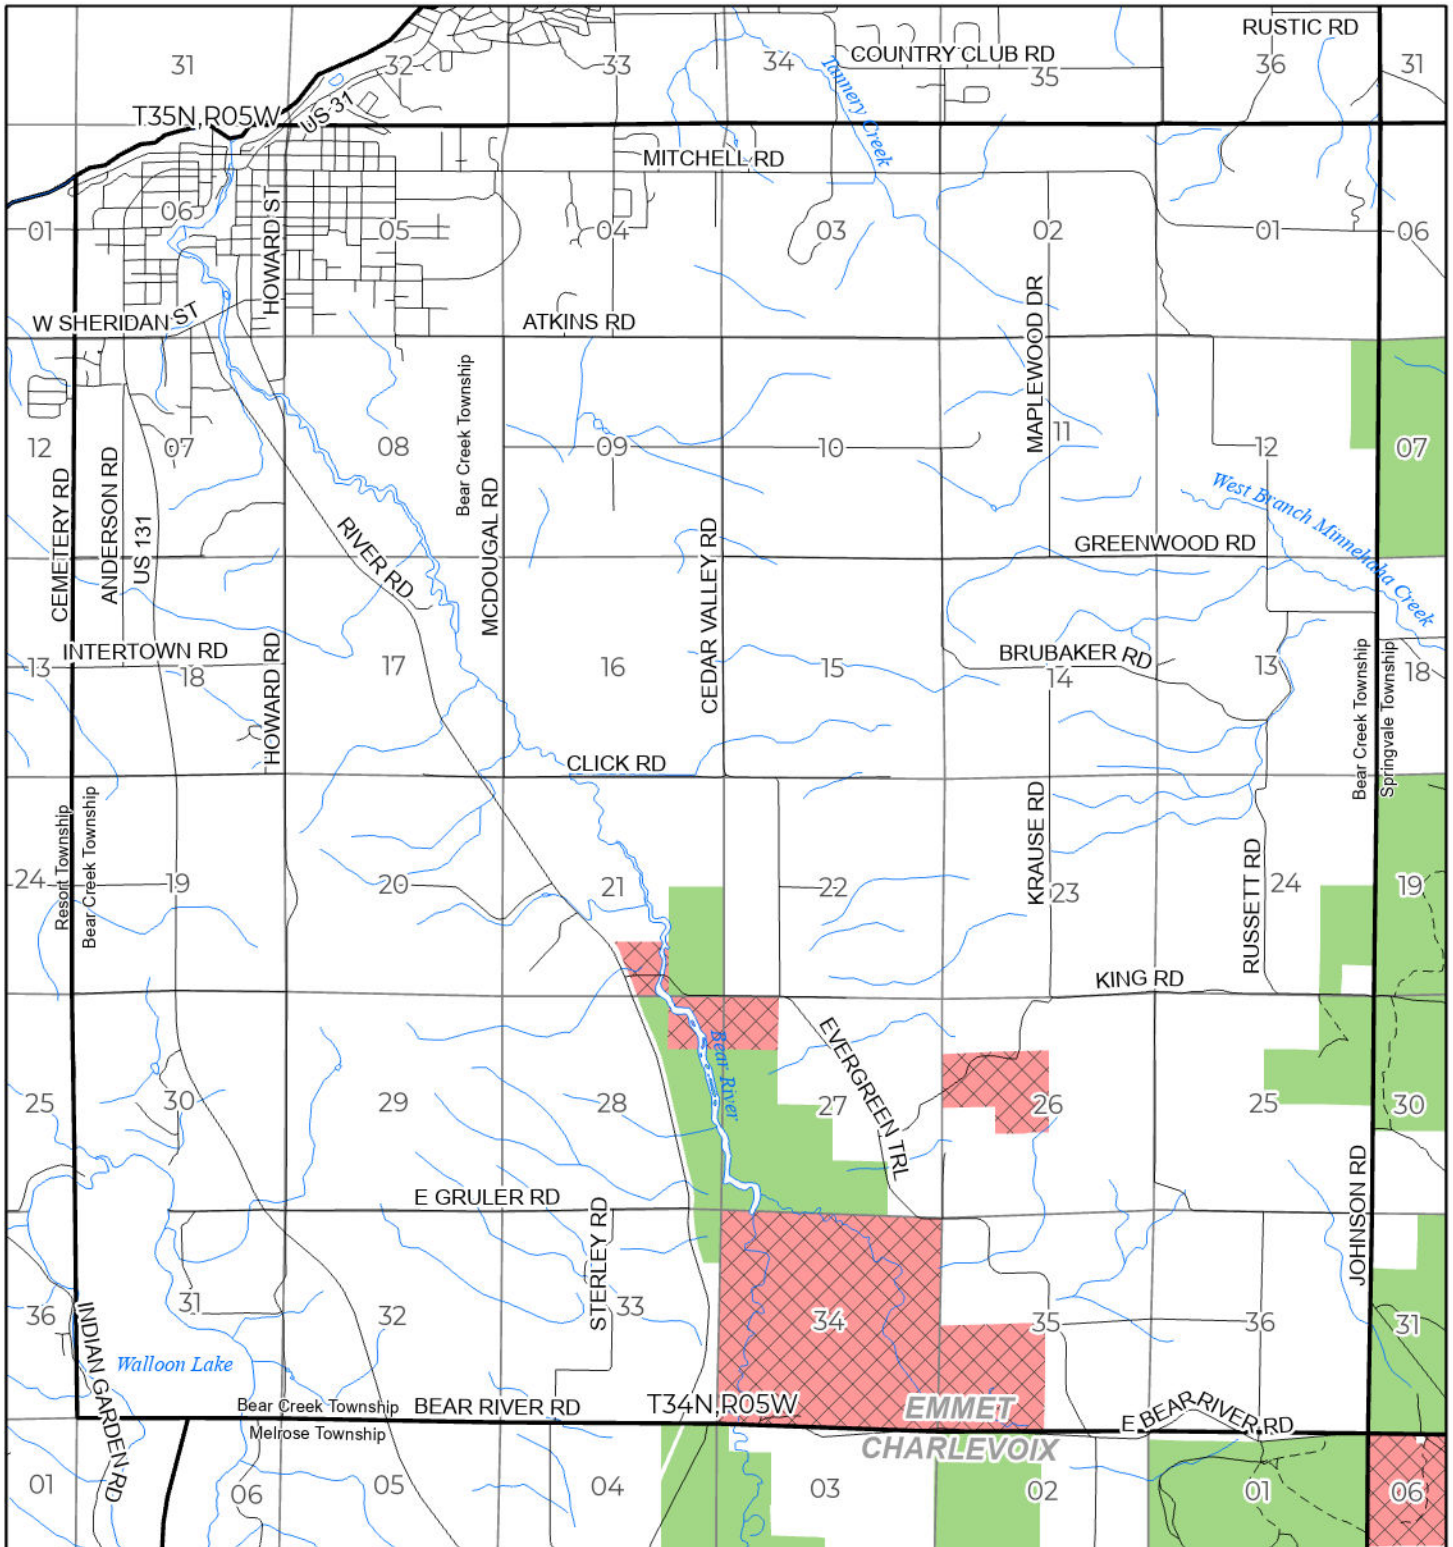 RUSTIC RD
31
32
33
34
COUNTRY CLUB RD
35
36
31
Tannery Creek
T35N,R05W
US 31
MITCHELL RD
01
06
HOWARD ST
05
04
03
02
01
06
W SHERIDAN ST
ATKINS RD
MAPLEWOOD DR
12
07
08
Bear Creek Township
09
10
11
12
07
CEMETERY RD
ANDERSON RD
US 131
RIVER RD
MCDOUGAL RD
CEDAR VALLEY RD
GREENWOOD RD
West Branch Minnehaha Creek
13
INTERTOWN RD
18
HOWARD RD
17
16
15
BRUBAKER RD
14
13
18
Bear Creek Township
Springvale Township
CLICK RD
Resort Township
Bear Creek Township
24
19
20
21
22
KRAUSE RD
23
RUSSETT RD
24
19
KING RD
Bear River
EVERGREEN TRL
25
30
29
28
27
26
25
30
E GRULER RD
STERLEY RD
JOHNSON RD
36
31
32
33
34
35
36
31
INDIAN GARDEN RD
Walloon Lake
Bear Creek Township
BEAR RIVER RD
T34N,R05W
EMMET
E BEAR RIVER RD
Melrose Township
CHARLEVOIX
01
06
05
04
03
02
01
06